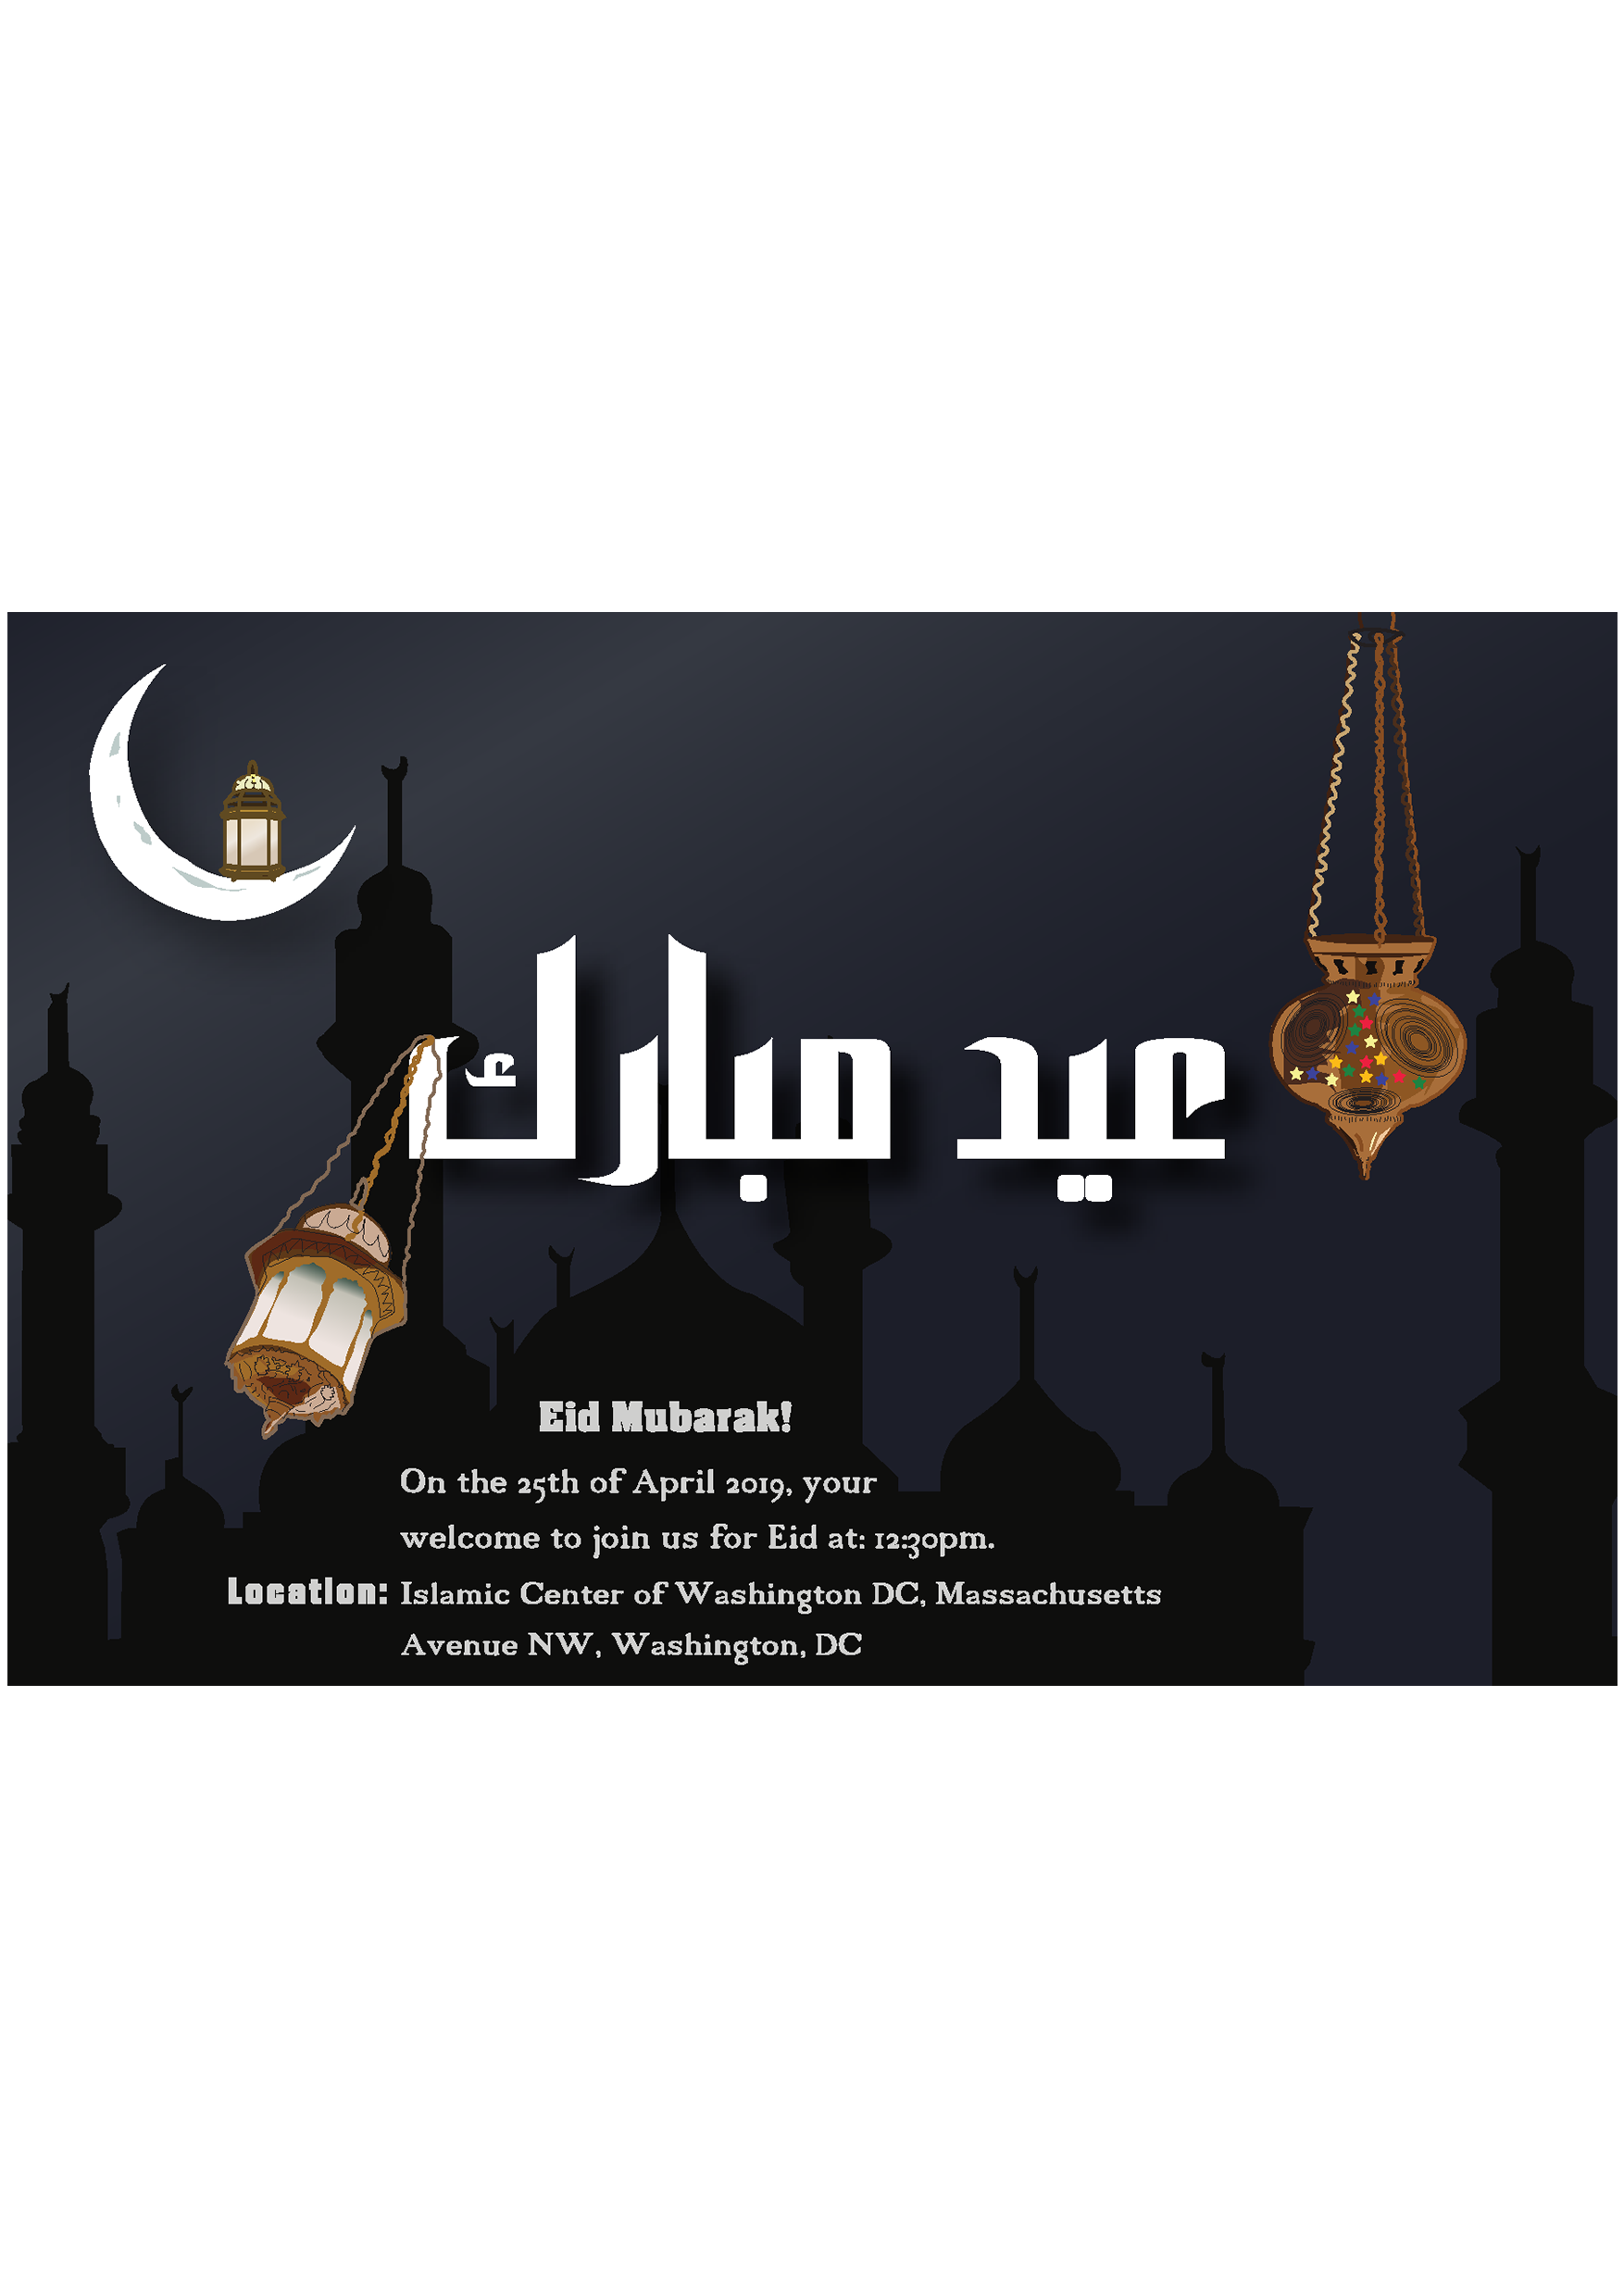 عيد مبارك
Eid Mubarak!
On the 25th of April 2019, your
welcome to join us for Eid at: 12:30pm.
Location: Islamic Center of Washington DC, Massachusetts
Avenue NW, Washington, DC